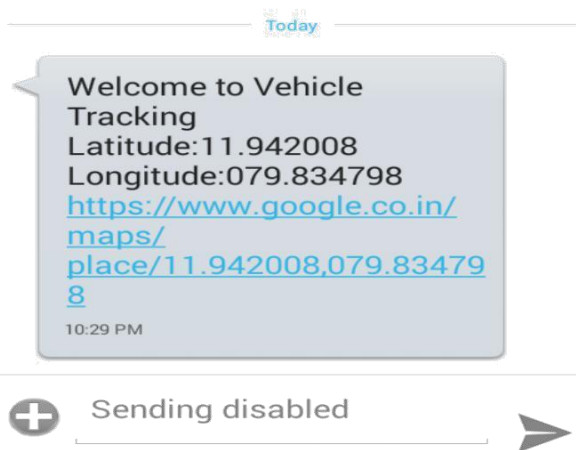 Today
Welcome to Vehicle
Tracking
Latitude:11.942008
Longitude:079.834798
https://www.google.co.in/
maps/
place/11.942008,079.83479
8
10:29 PM
Sending disabled